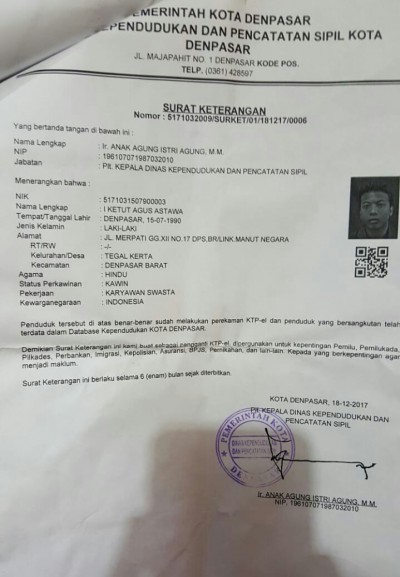 PEMERINTAH KOTA DENPASAR
KEPENDUDUKAN DAN PENCATATAN SIPIL KOTA
DENPASAR
JL. MAJAPAHIT NO. 1 DENPASAR KODE POS.
TELP. (0361) 428597
SURAT KETERANGAN
Nomor : 5171032009/SURKET/01/181217/0006
Yang bertanda tangan di bawah ini :
Nama Lengkap : Ir. ANAK AGUNG ISTRI AGUNG, M.M.
NIP : 196107071987032010
Jabatan : Plt. KEPALA DINAS KEPENDUDUKAN DAN PENCATATAN SIPIL
Menerangkan bahwa :
NIK : 5171031507900003
Nama Lengkap : I KETUT AGUS ASTAWA
Tempat/Tanggal Lahir : DENPASAR, 15-07-1990
Jenis Kelamin : LAKI-LAKI
Alamat : JL. MERPATI GG.XII NO.17 DPS,BR/LINK.MANUT NEGARA
RT/RW : -/-
Kelurahan/Desa : TEGAL KERTA
Kecamatan : DENPASAR BARAT
Agama : HINDU
Status Perkawinan : KAWIN
Pekerjaan : KARYAWAN SWASTA
Kewarganegaraan : INDONESIA
Penduduk tersebut di atas benar-benar sudah melakukan perekaman KTP-el dan penduduk yang bersangkutan telah
terdata dalam Database Kependudukan KOTA DENPASAR.
Demikian Surat Keterangan ini kami buat sebagai pengganti KTP-el, dipergunakan untuk kepentingan Pemilu, Pemilukada,
Pilkades, Perbankan, Imigrasi, Kepolisian, Asuransi, BPJS, Pernikahan, dan lain-lain. Kepada yang berkepentingan agar
menjadi maklum.
Surat Keterangan ini berlaku selama 6 (enam) bulan sejak diterbitkan.
KOTA DENPASAR, 18-12-2017
Plt. KEPALA DINAS KEPENDUDUKAN DAN
PENCATATAN SIPIL
PEMERINTAH KOTA
DINAS KEPENDUDUKAN
DAN PENCATATAN
Ir. ANAK AGUNG ISTRI AGUNG, M.M.
NIP. 196107071987032010